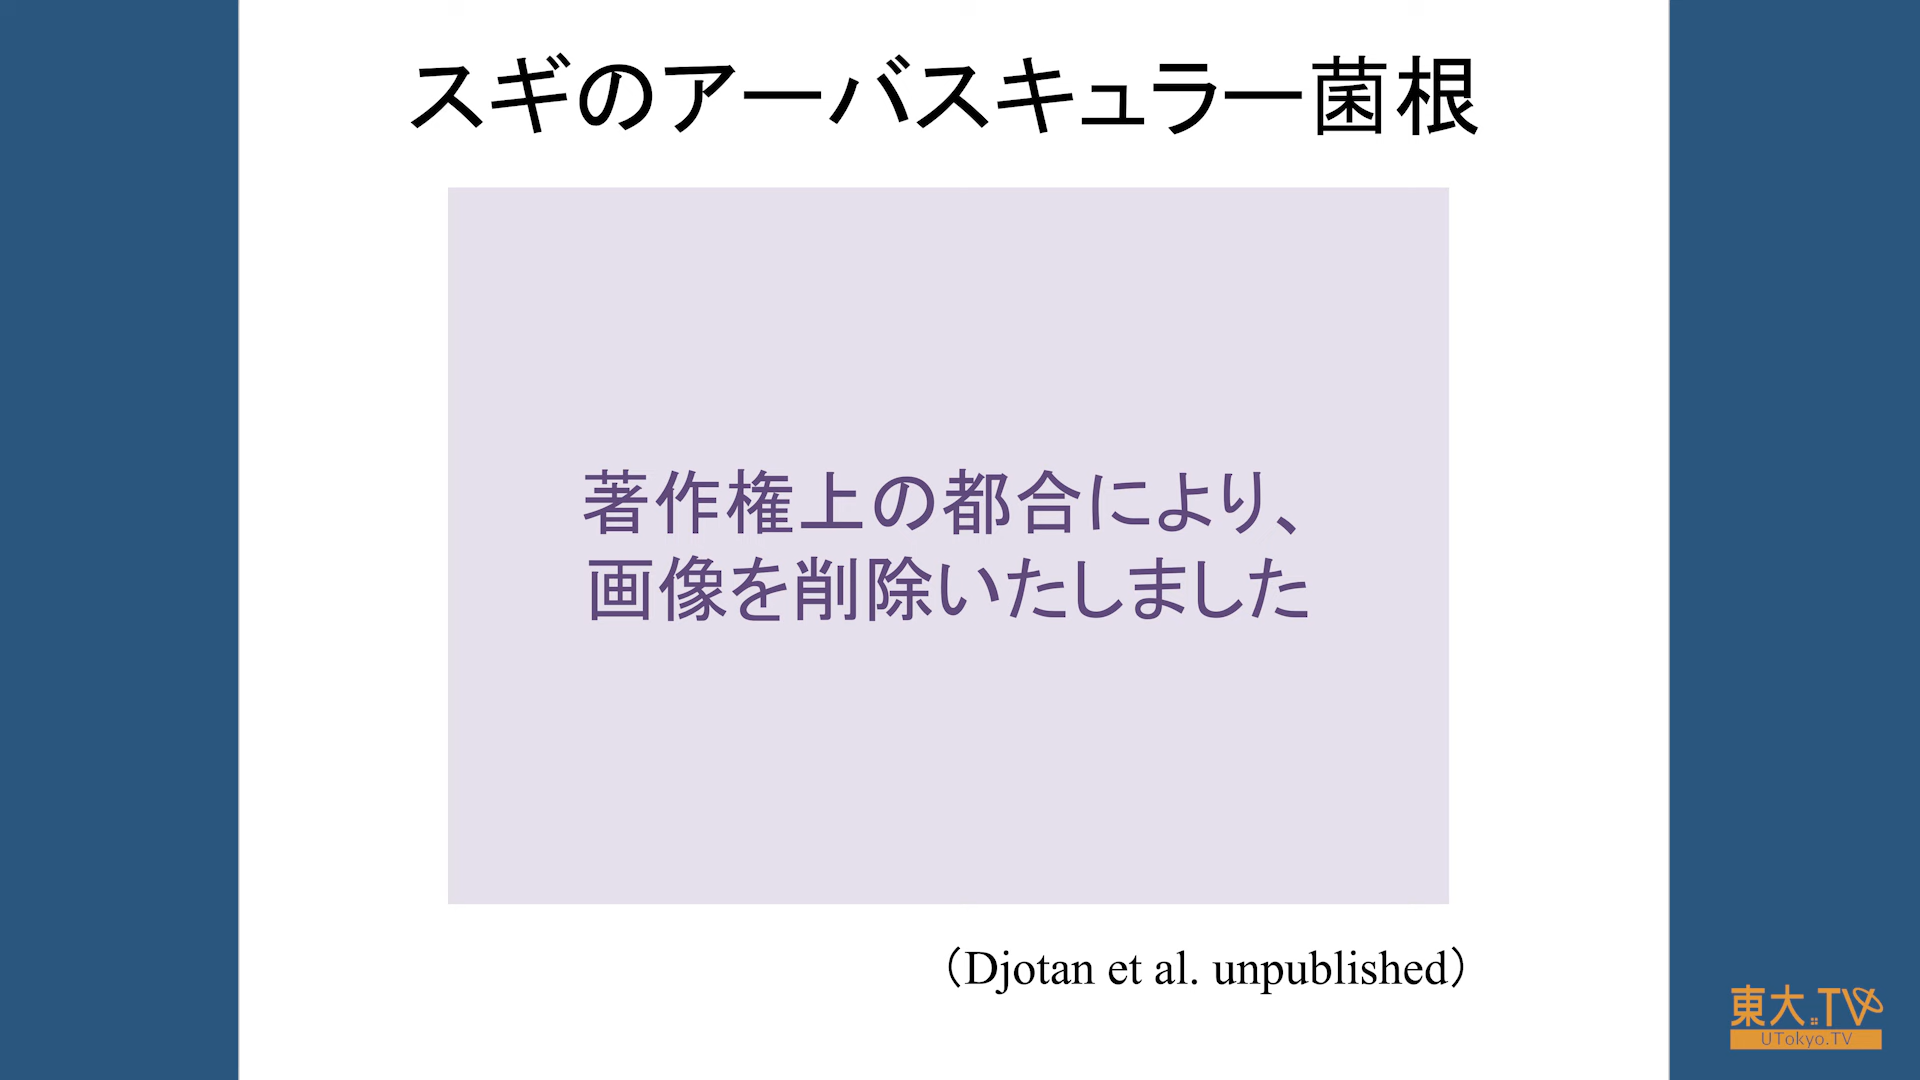 スギのアーバスキュラー菌根
著作権上の都合により、
画像を削除いたしました
（Djotan et al. unpublished）
東大.TV
UTokyo.TV